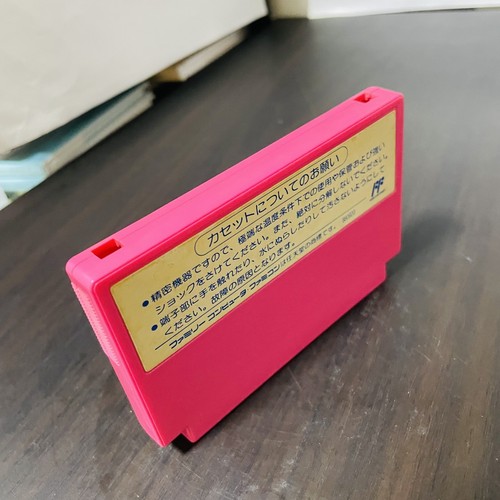 カセットについてのお願い
●精密機器ですので、極端な温度条件下での使用や保管および強い
ショックをさけてください。また、絶対に分解しないでください。
●端子部に手を触れたり、水にぬらしたりして汚さないようにして
ください。故障の原因となります。
ファミリーコンピュータ ファミコンは任天堂の商標です。
FF